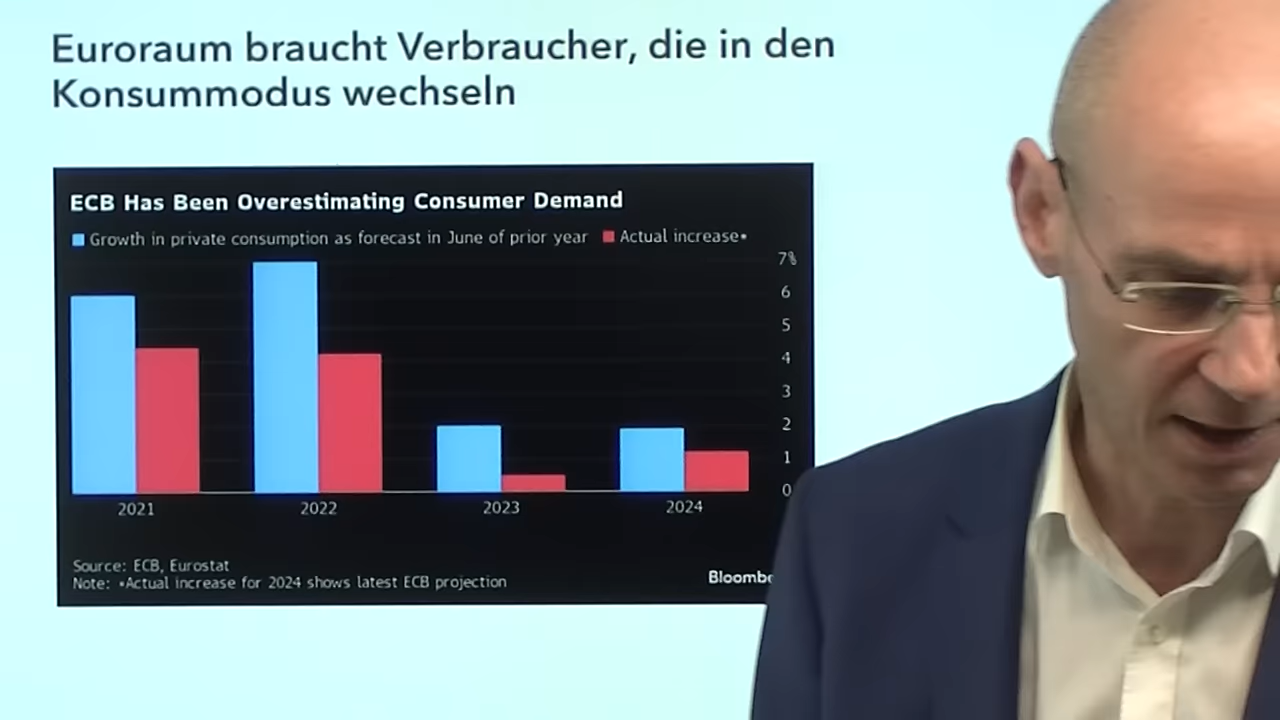 Euroraum braucht Verbraucher, die in den
Konsummodus wechseln
ECB Has Been Overestimating Consumer Demand
Growth in private consumption as forecast in June of prior year Actual increase*
7%
6
5
4
3
2
1
0
2021 2022 2023 2024
Source: ECB, Eurostat
Note: *Actual increase for 2024 shows latest ECB projection